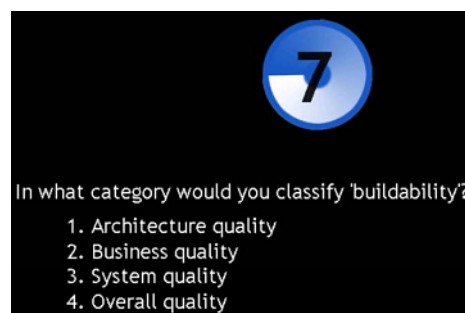 7
In what category would you classify 'buildability'?
1. Architecture quality
2. Business quality
3. System quality
4. Overall quality